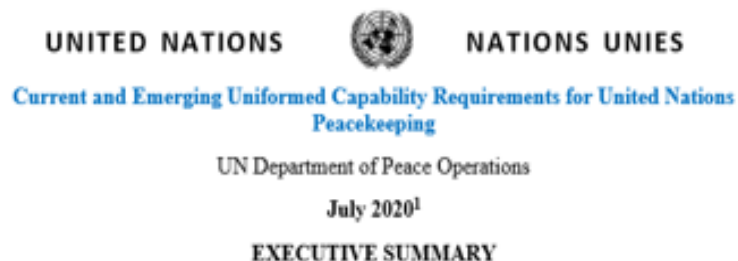 UNITED NATIONS NATIONS UNIES
Current and Emerging Uniformed Capability Requirements for United Nations
Peacekeeping
UN Department of Peace Operations
July 2020¹
EXECUTIVE SUMMARY